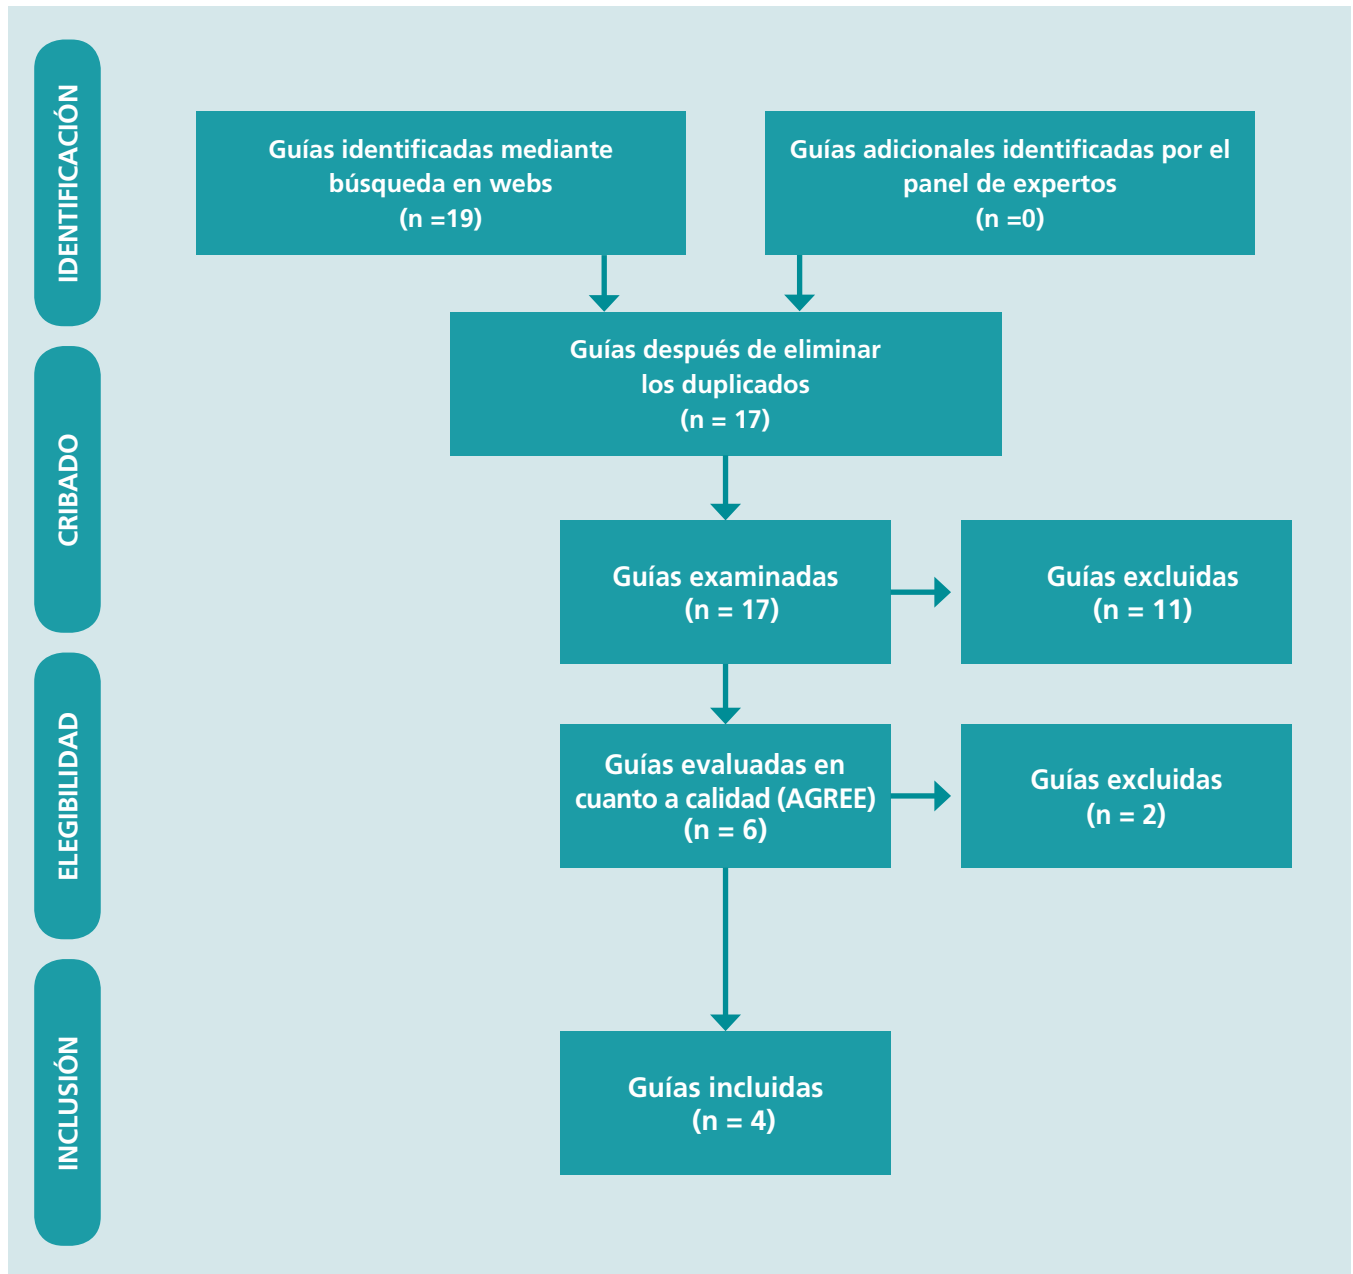 IDENTIFICACIÓN
Guías identificadas mediante
búsqueda en webs
(n =19)
Guías adicionales identificadas por el
panel de expertos
(n =0)
Guías después de eliminar
los duplicados
(n = 17)
CRIBADO
Guías examinadas
(n = 17)
Guías excluidas
(n = 11)
ELEGIBILIDAD
Guías evaluadas en
cuanto a calidad (AGREE)
(n = 6)
Guías excluidas
(n = 2)
INCLUSIÓN
Guías incluidas
(n = 4)